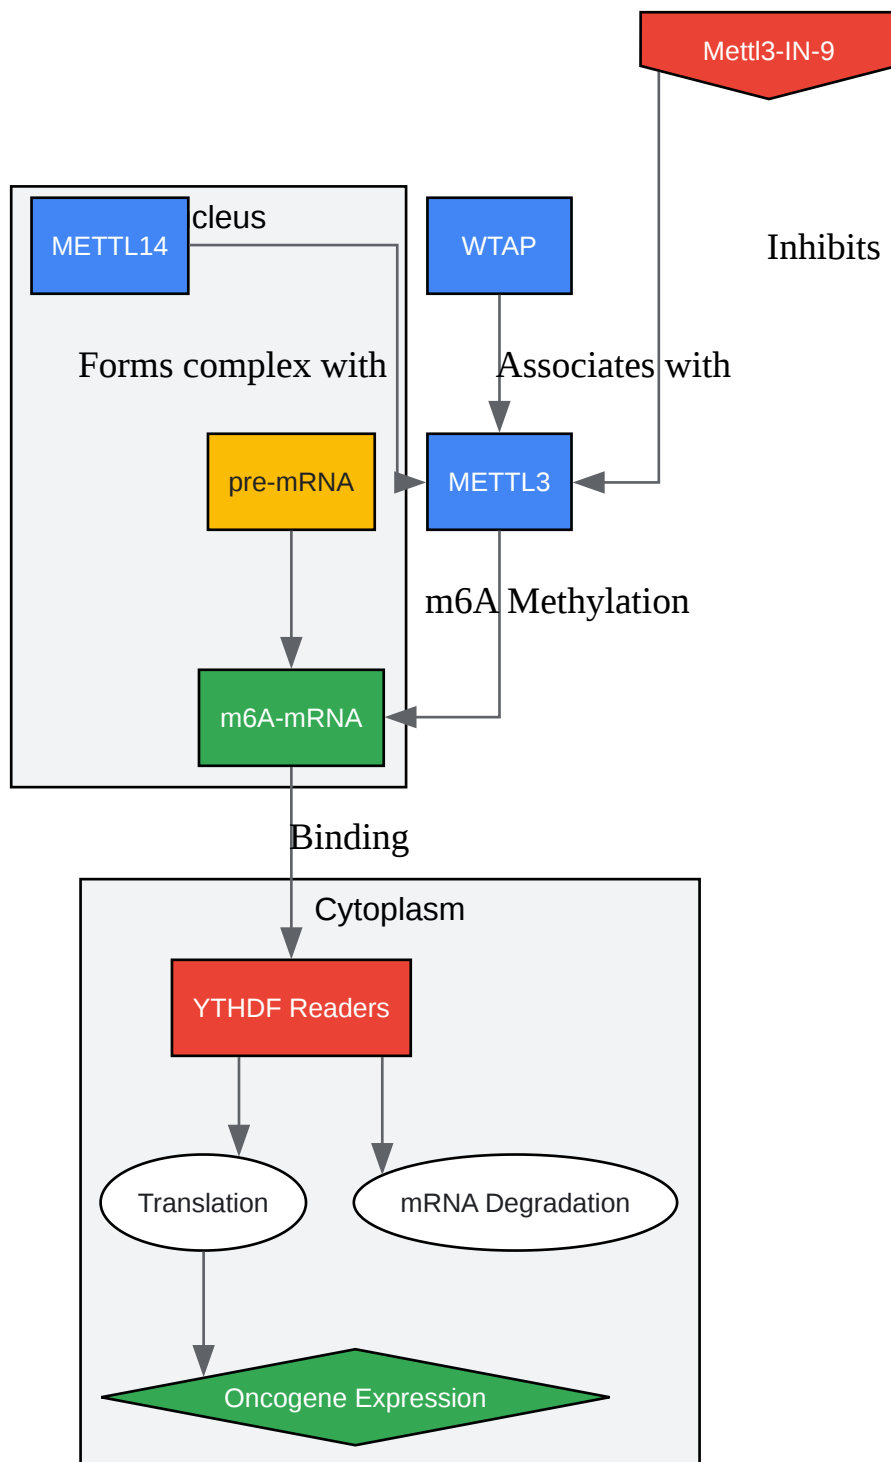 Mettl3-IN-9
METTL14
cleus
WTAP
Inhibits
Forms complex with
Associates with
pre-mRNA
METTL3
m6A Methylation
m6A-mRNA
Binding
Cytoplasm
YTHDF Readers
Translation
mRNA Degradation
Oncogene Expression